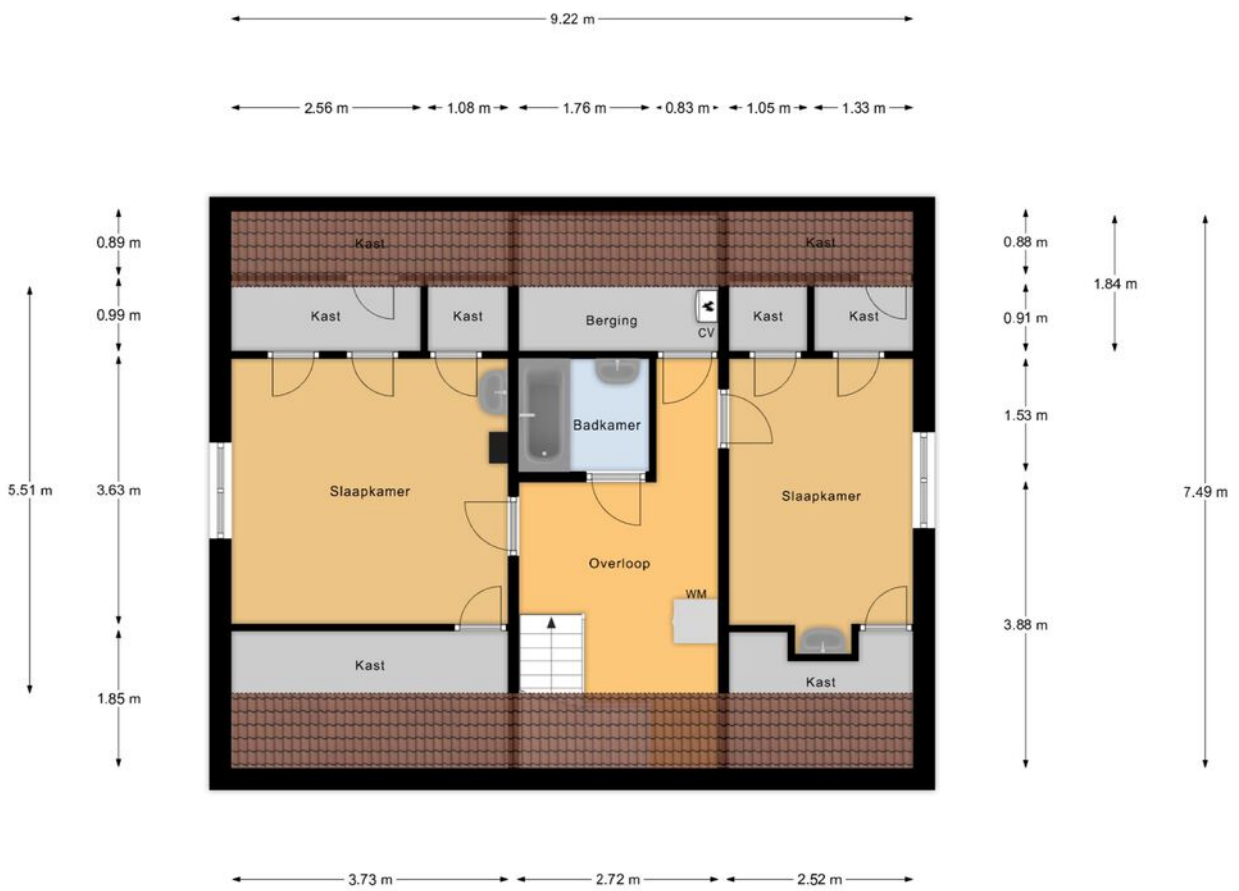 9.22 m
2.56 m
1.08 m
1.76 m
0.83 m
1.05 m
1.33 m
0.89 m
Kast
Kast
0.88 m
1.84 m
0.99 m
Kast
Kast
Berging
CV
Kast
Kast
0.91 m
1.53 m
Badkamer
5.51 m
3.63 m
Slaapkamer
Slaapkamer
7.49 m
Overloop
WM
3.88 m
Kast
Kast
1.85 m
3.73 m
2.72 m
2.52 m